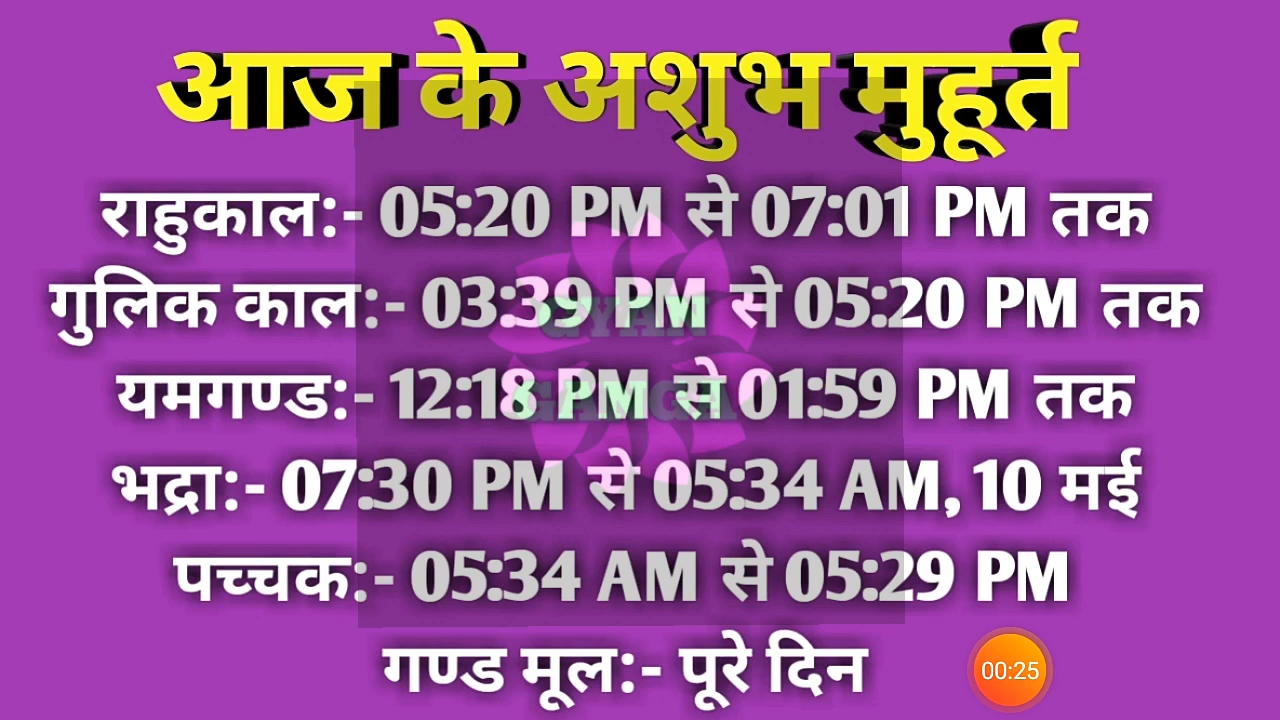 आज के अशुभ मुहूर्त
राहुकाल:- 05:20 PM से 07:01 PM तक
गुलिक काल:- 03:39 PM से 05:20 PM तक
GYAN
यमगण्ड:- 12:18 PM से 01:59 PM तक
GANGA
भद्रा:- 07:30 PM से 05:34 AM, 10 मई
पच्चक:- 05:34 AM से 05:29 PM
गण्ड मूल:- पूरे दिन
00:25